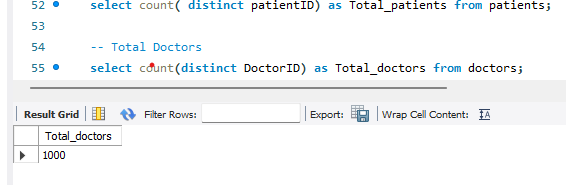 52 select count( distinct patientID) as Total_patients from patients;
53
54 -- Total Doctors
55 select count(distinct DoctorID) as Total_doctors from doctors;
Result Grid Filter Rows: Export: Wrap Cell Content: IA
Total_doctors
1000